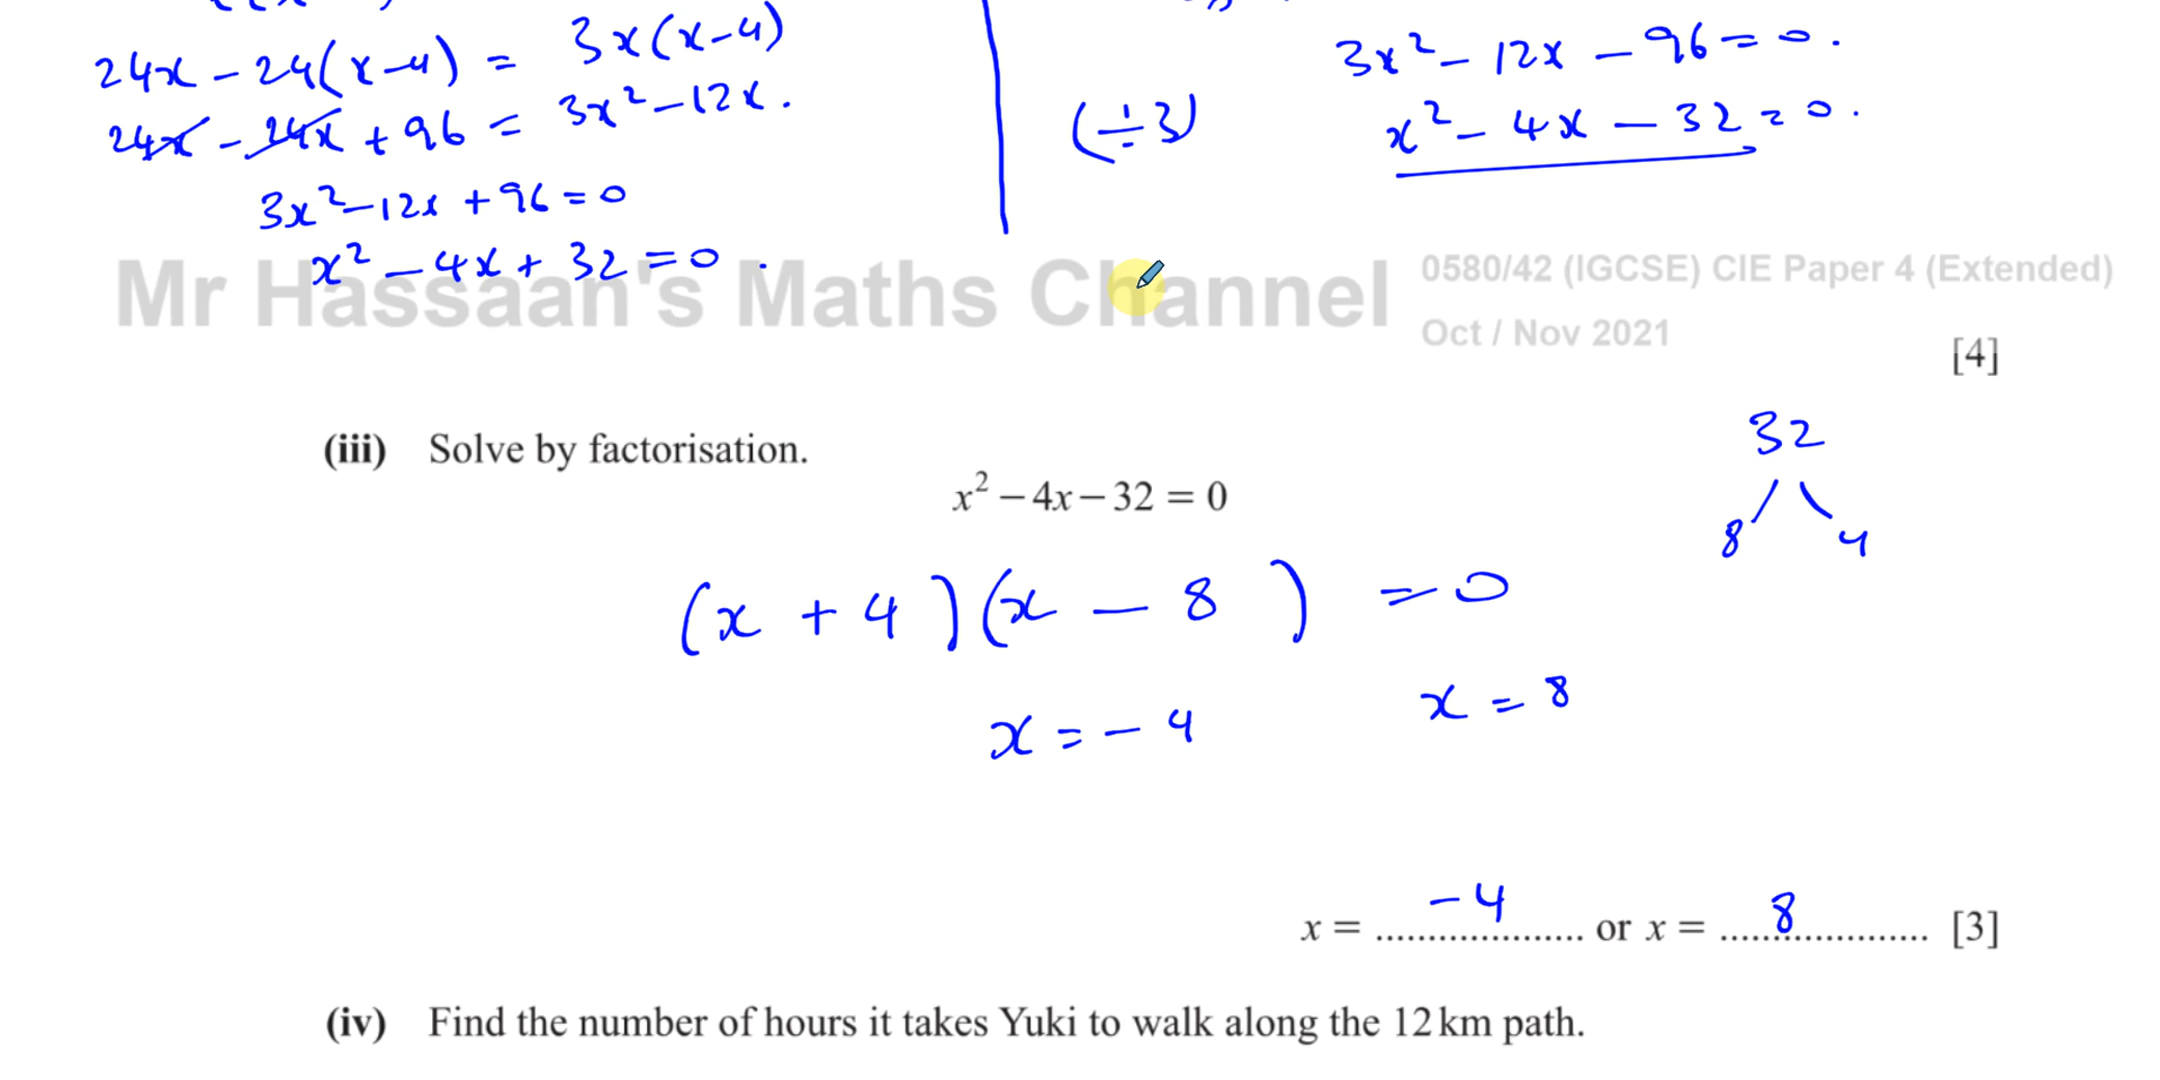 24x - 24(x-4) = 3x(x-4)
24x - 24x + 96 = 3x² - 12x.
3x² - 12x + 96 = 0
x² - 4x + 32 = 0.
3x² - 12x - 96 = 0.
(÷3) x² - 4x - 32 = 0.
Mr Hassaan's Maths Channel
0580/42 (IGCSE) CIE Paper 4 (Extended)
Oct / Nov 2021
[4]
(iii) Solve by factorisation.
x² - 4x - 32 = 0
32
8 4
(x + 4)(x - 8) = 0
x = -4 x = 8
x = -4 or x = 8 [3]
(iv) Find the number of hours it takes Yuki to walk along the 12 km path.